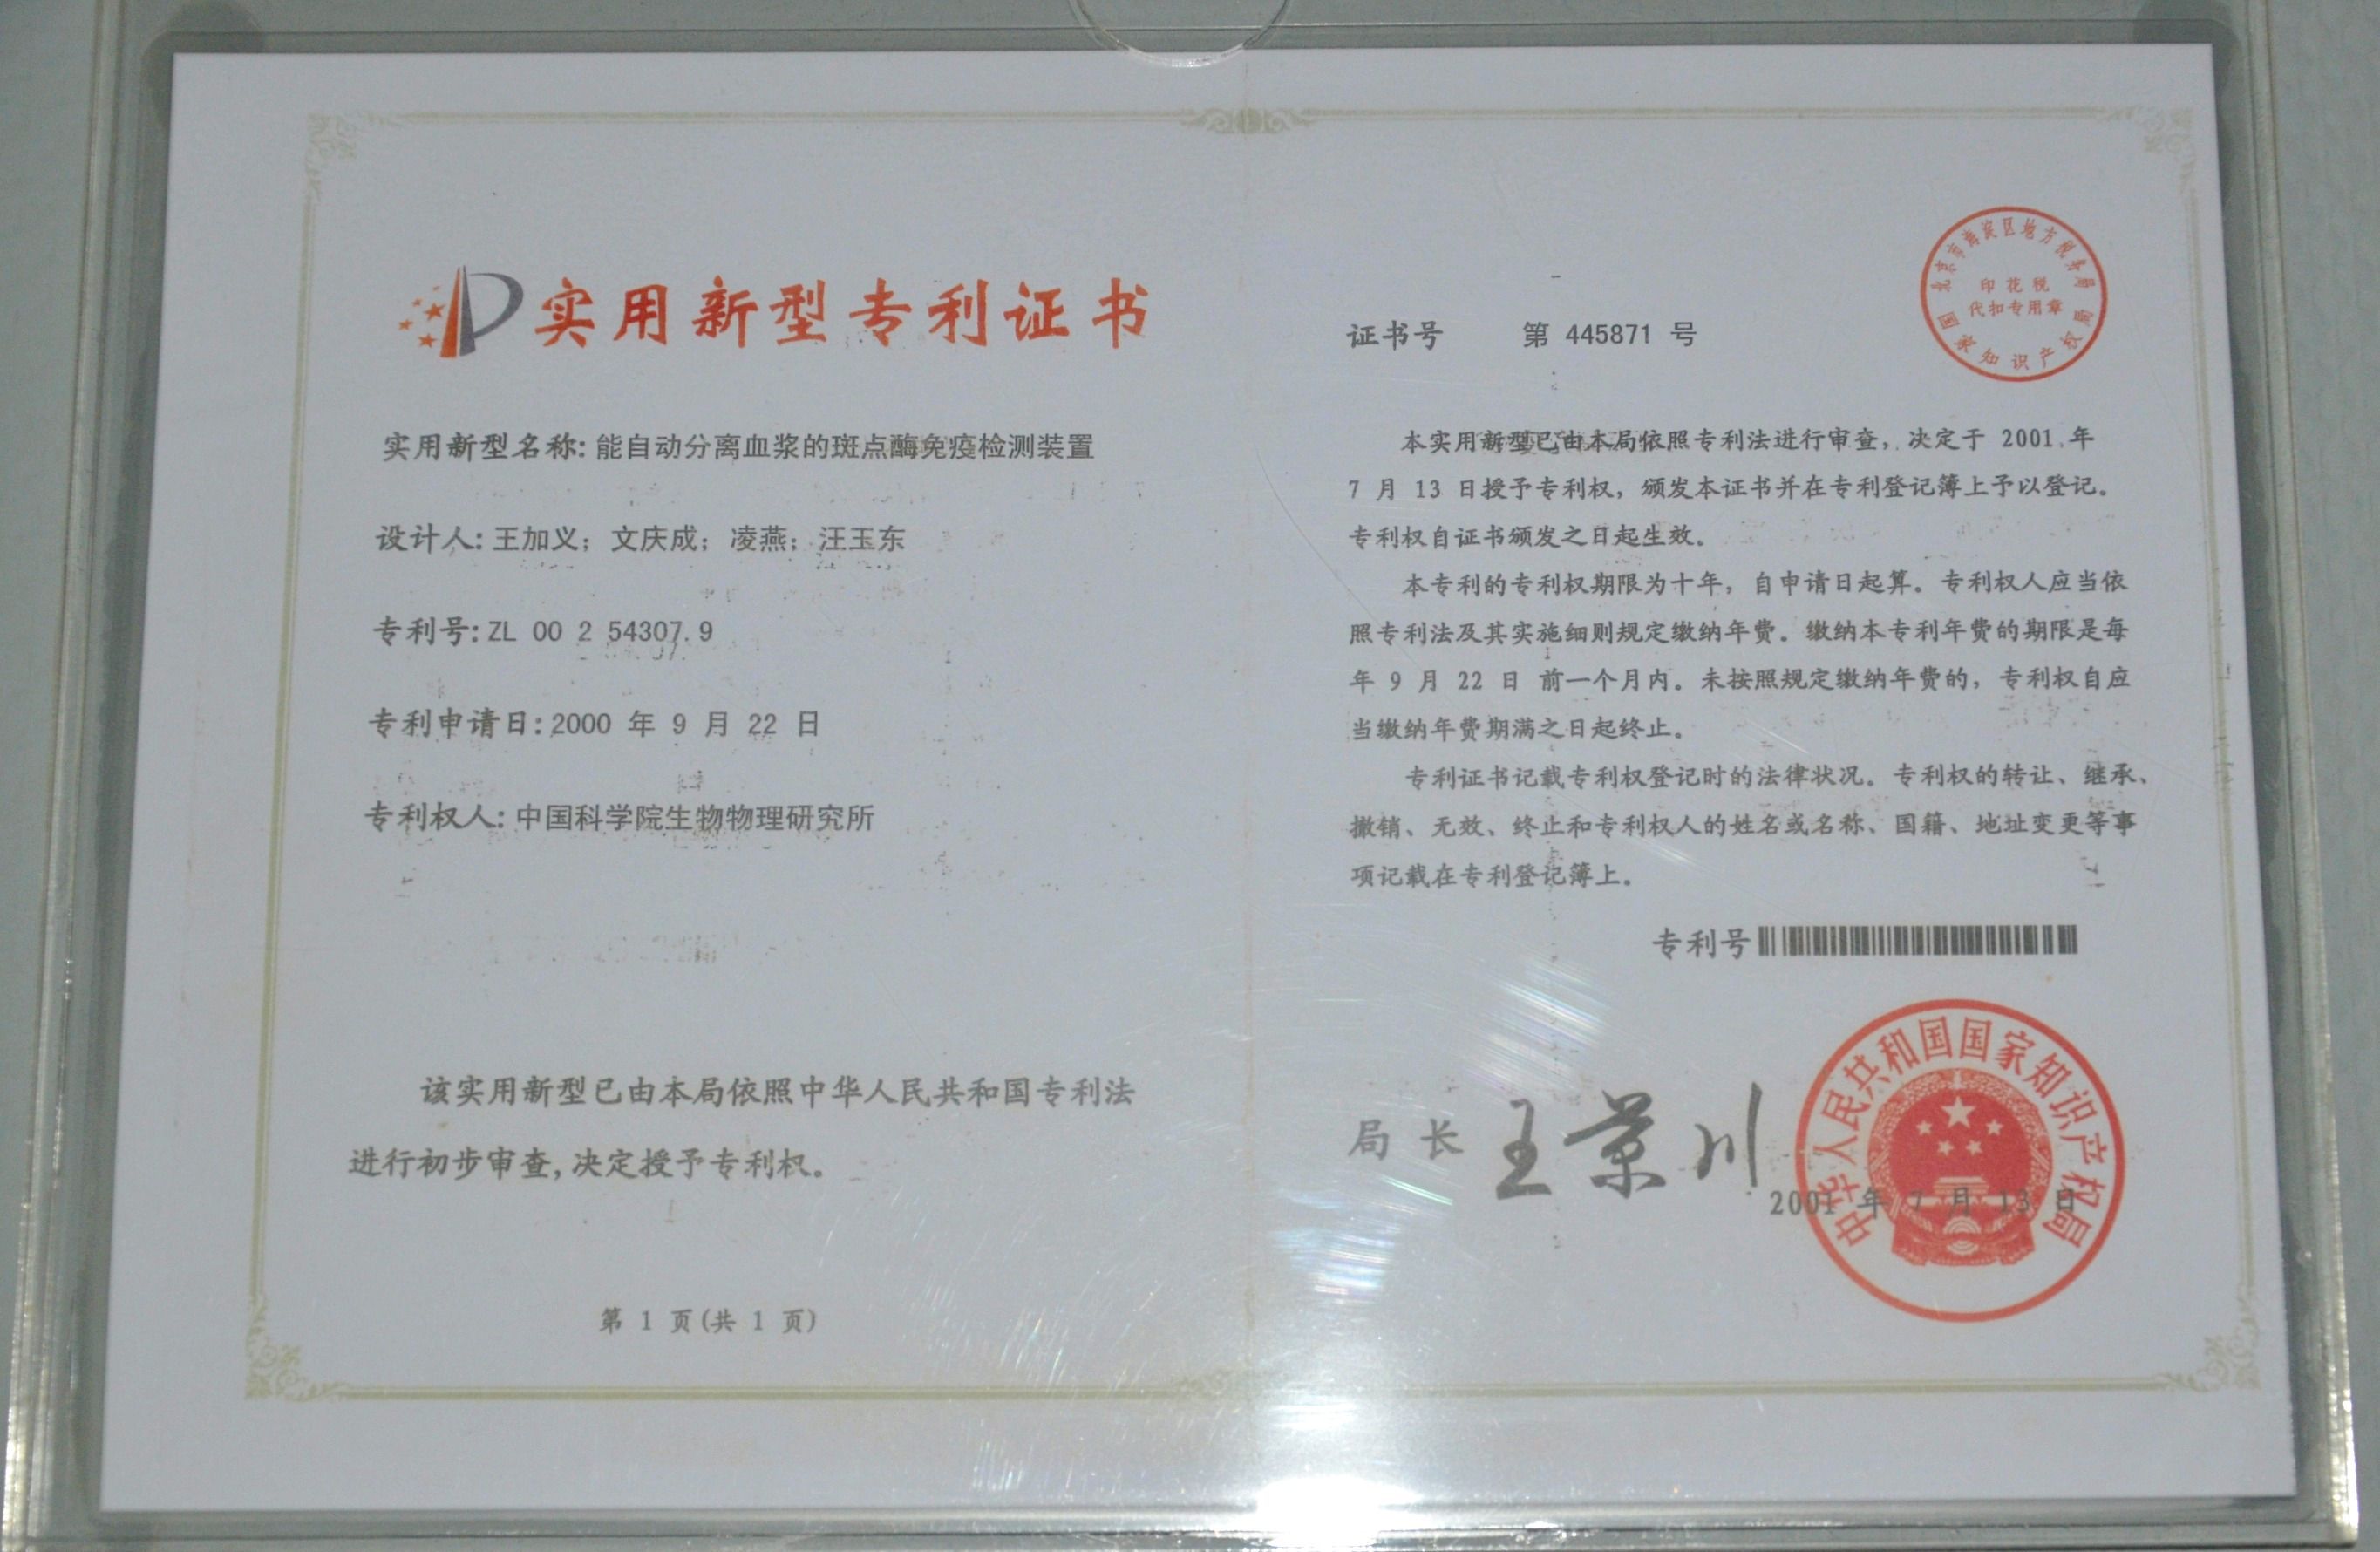 实用新型专利证书
实用新型名称: 能自动分离血浆的斑点酶免疫检测装置
设计人: 王加义；文庆成；凌燕；汪玉东
专利号: ZL 00 2 54307.9
专利申请日: 2000 年 9 月 22 日
专利权人: 中国科学院生物物理研究所
该实用新型已由本局依照中华人民共和国专利法
进行初步审查,决定授予专利权。
第 1 页(共 1 页)
证书号 第 445871 号
北京市海淀区地方税务局
印花税
代扣专用章
国家知识产权局
本实用新型已由本局依照专利法进行审查，决定于 2001 年
7 月 13 日授予专利权，颁发本证书并在专利登记簿上予以登记。
专利权自证书颁发之日起生效。
本专利的专利权期限为十年，自申请日起算。专利权人应当依
照专利法及其实施细则规定缴纳年费。缴纳本专利年费的期限是每
年 9 月 22 日 前一个月内。未按照规定缴纳年费的，专利权自应
当缴纳年费期满之日起终止。
专利证书记载专利权登记时的法律状况。专利权的转让、继承、
撤销、无效、终止和专利权人的姓名或名称、国籍、地址变更等事
项记载在专利登记簿上。
专利号
局长 王景川
中华人民共和国国家知识产权局
2001 年 7 月 13 日